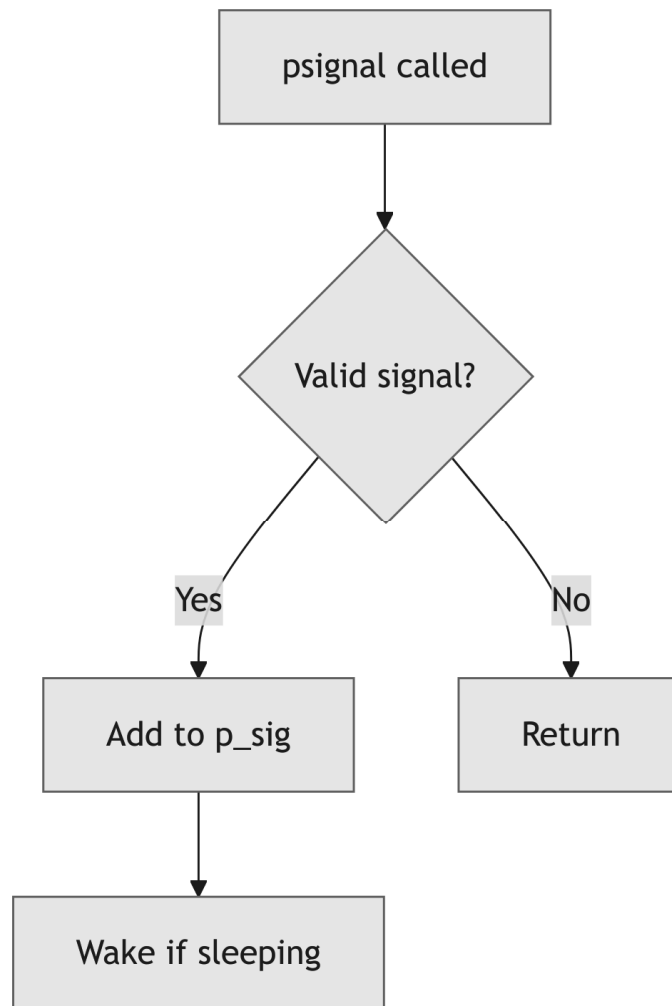 psignal called
Valid signal?
Yes
No
Add to p_sig
Return
Wake if sleeping